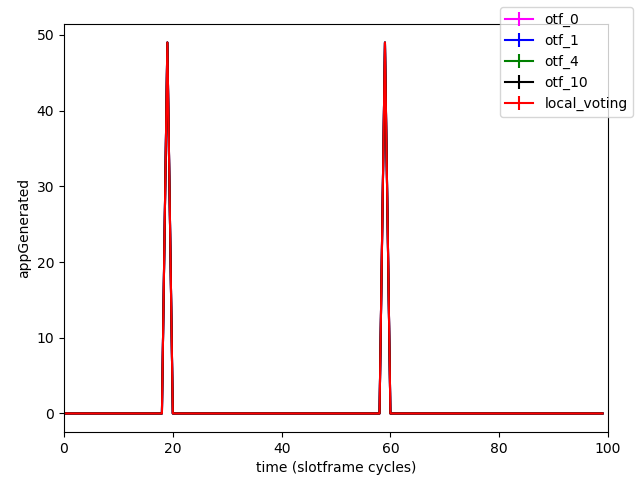 otf_0
otf_1
otf_4
otf_10
local_voting
50
40
30
20
10
0
appGenerated
0 20 40 60 80 100
time (slotframe cycles)